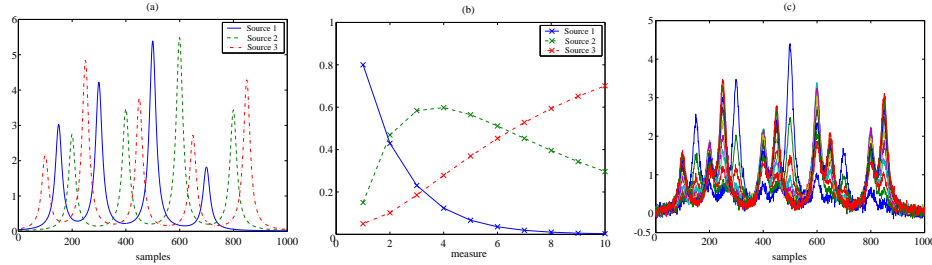 (a)
6
5
4
3
2
1
0
0 200 400 600 800 1000
samples
Source 1
Source 2
Source 3
(b)
1
0.8
0.6
0.4
0.2
0
0 2 4 6 8 10
measure
Source 1
Source 2
Source 3
(c)
5
4
3
2
1
0
-0.5
0 200 400 600 800 1000
samples